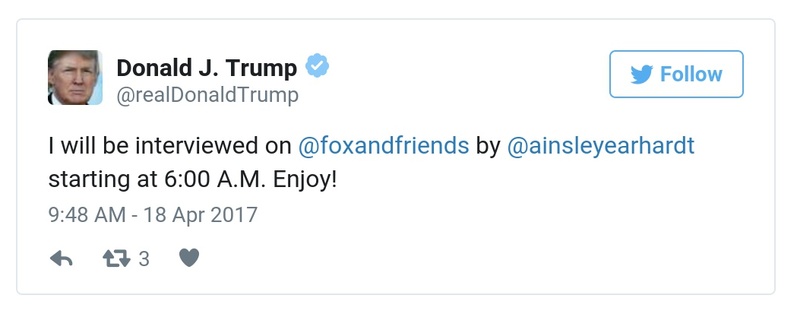 Donald J. Trump
@realDonaldTrump
Follow
I will be interviewed on @foxandfriends by @ainsleyearhardt
starting at 6:00 A.M. Enjoy!
9:48 AM - 18 Apr 2017
3